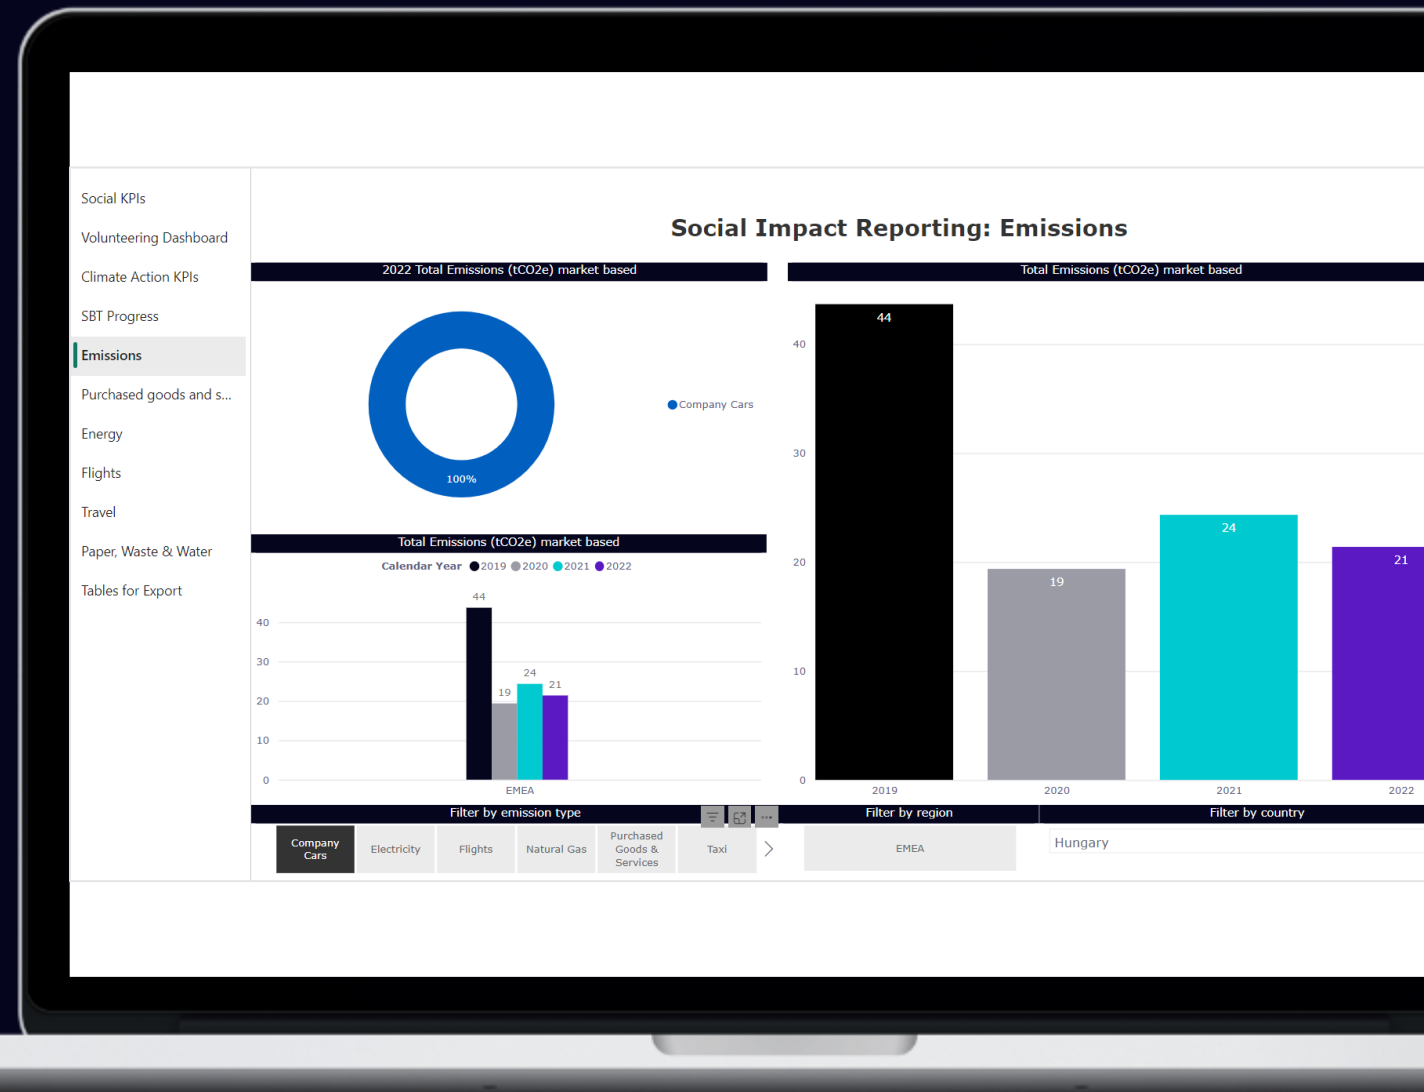 Social KPIs
Volunteering Dashboard
Climate Action KPIs
SBT Progress
Emissions
Purchased goods and s...
Energy
Flights
Travel
Paper, Waste & Water
Tables for Export
Social Impact Reporting: Emissions
2022 Total Emissions (tCO2e) market based
100%
Company Cars
Total Emissions (tCO2e) market based
Calendar Year 2019 2020 2021 2022
44
19
24
21
40
30
20
10
0
EMEA
Total Emissions (tCO2e) market based
44
19
24
21
40
30
20
10
0
2019
2020
2021
2022
Filter by emission type
Company
Cars
Electricity
Flights
Natural Gas
Purchased
Goods &
Services
Taxi
Filter by region
EMEA
Filter by country
Hungary